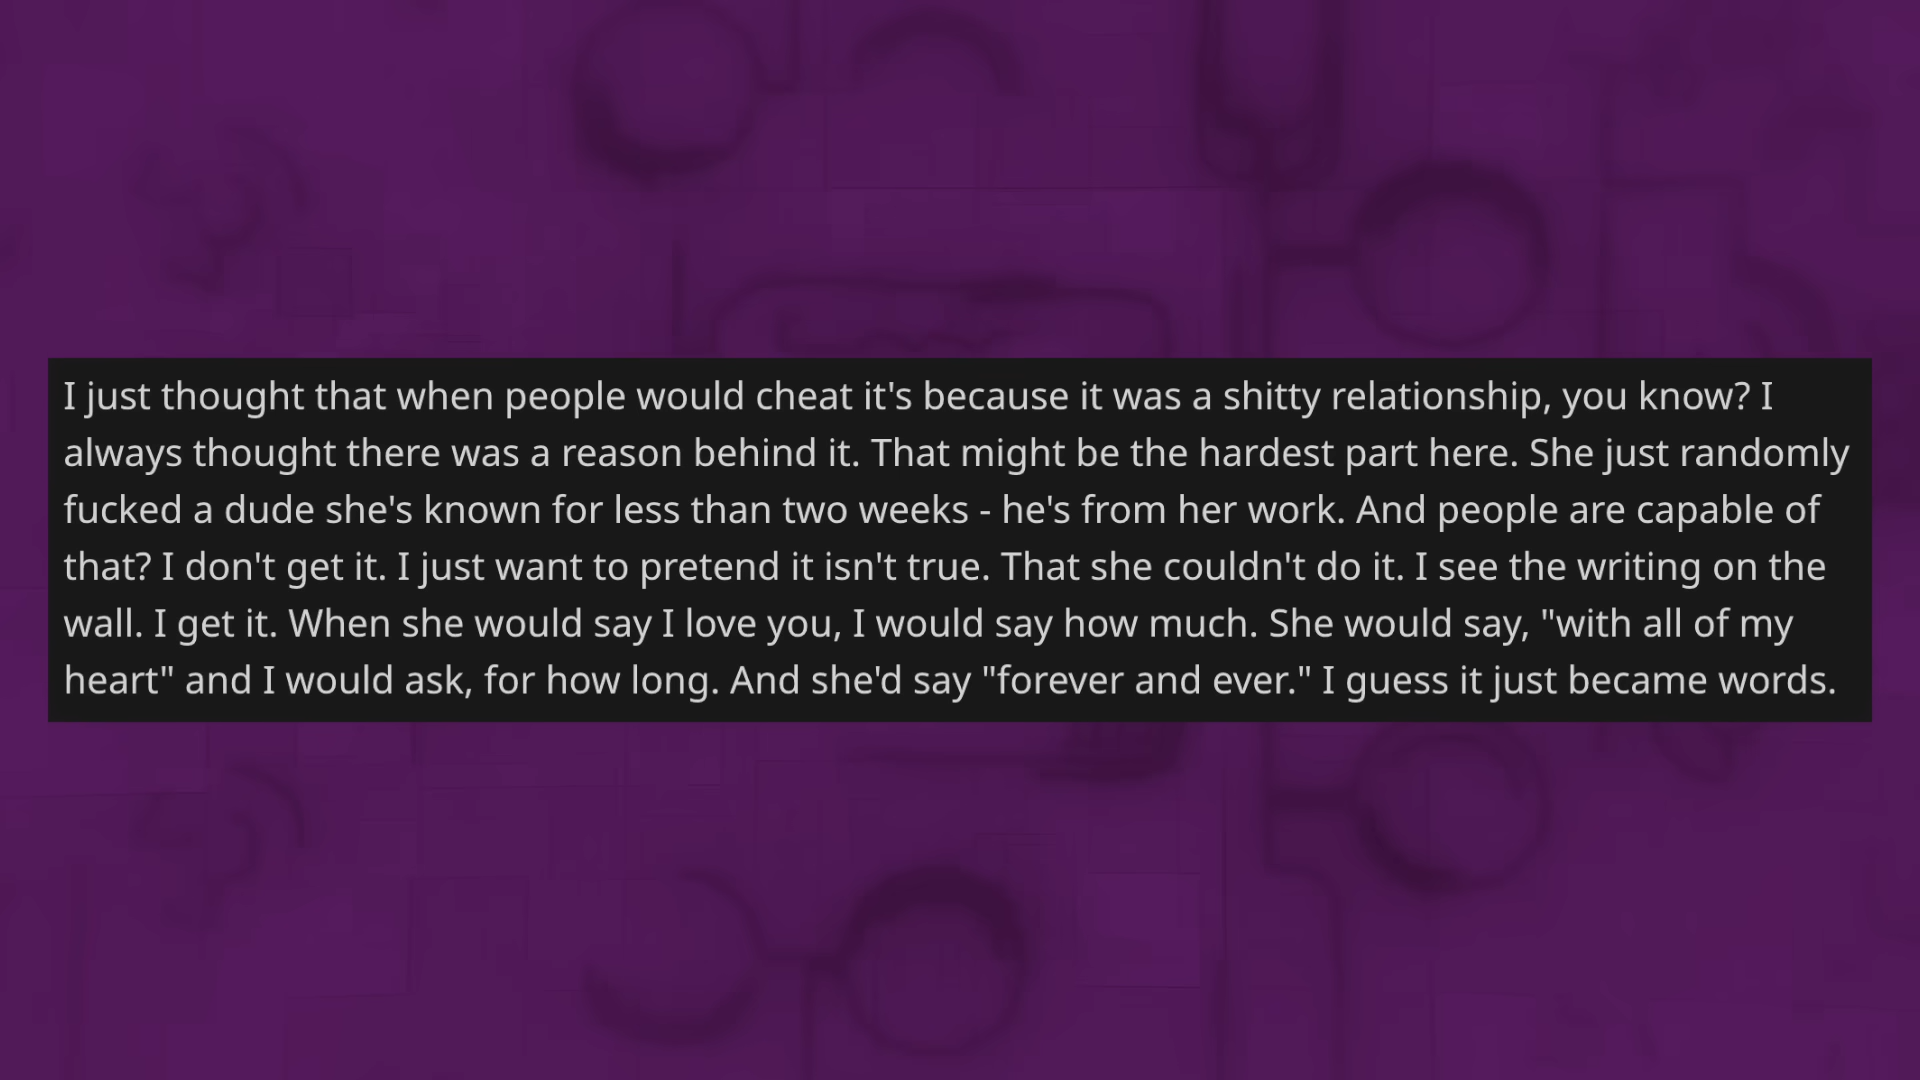 I just thought that when people would cheat it's because it was a shitty relationship, you know? I
always thought there was a reason behind it. That might be the hardest part here. She just randomly
fucked a dude she's known for less than two weeks - he's from her work. And people are capable of
that? I don't get it. I just want to pretend it isn't true. That she couldn't do it. I see the writing on the
wall. I get it. When she would say I love you, I would say how much. She would say, "with all of my
heart" and I would ask, for how long. And she'd say "forever and ever." I guess it just became words.